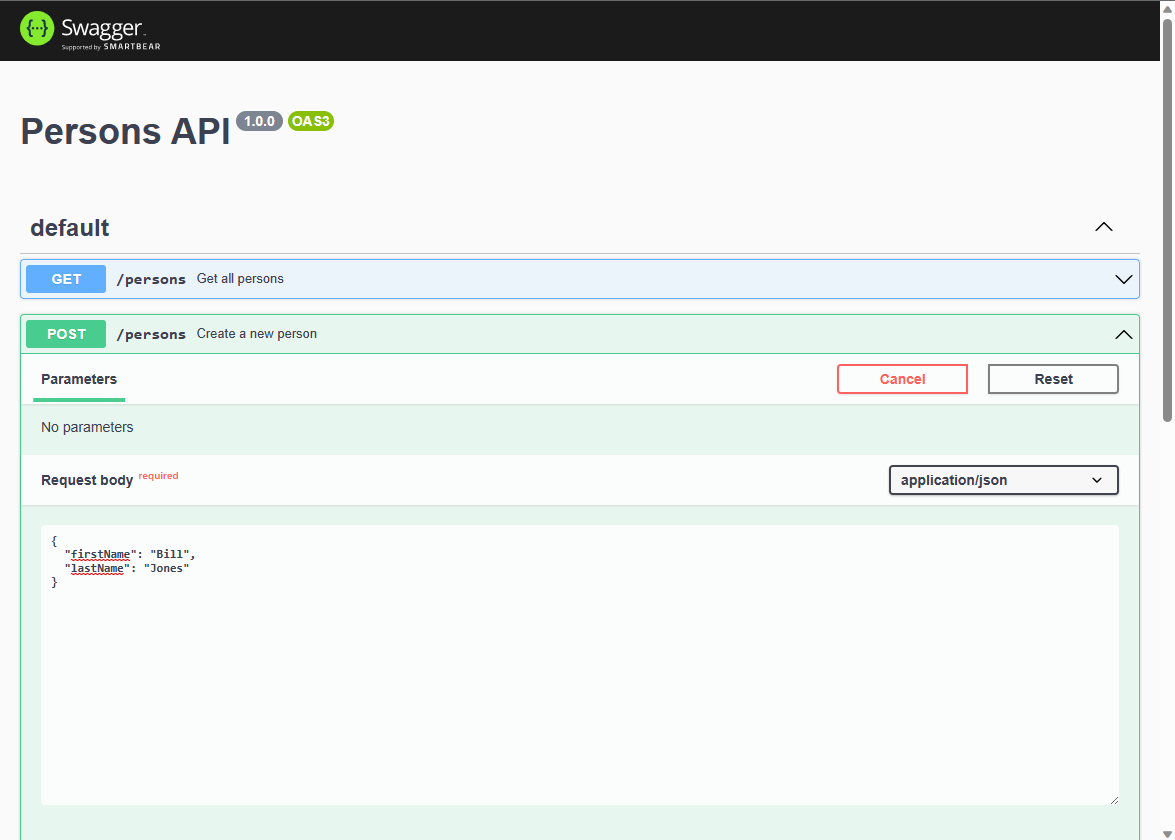 {···} Swagger™
Supported by SMARTBEAR
Persons API 1.0.0 OAS3
default
GET /persons Get all persons
POST /persons Create a new person
Parameters Cancel Reset
No parameters
Request body required application/json
{
  "firstName": "Bill",
  "lastName": "Jones"
}